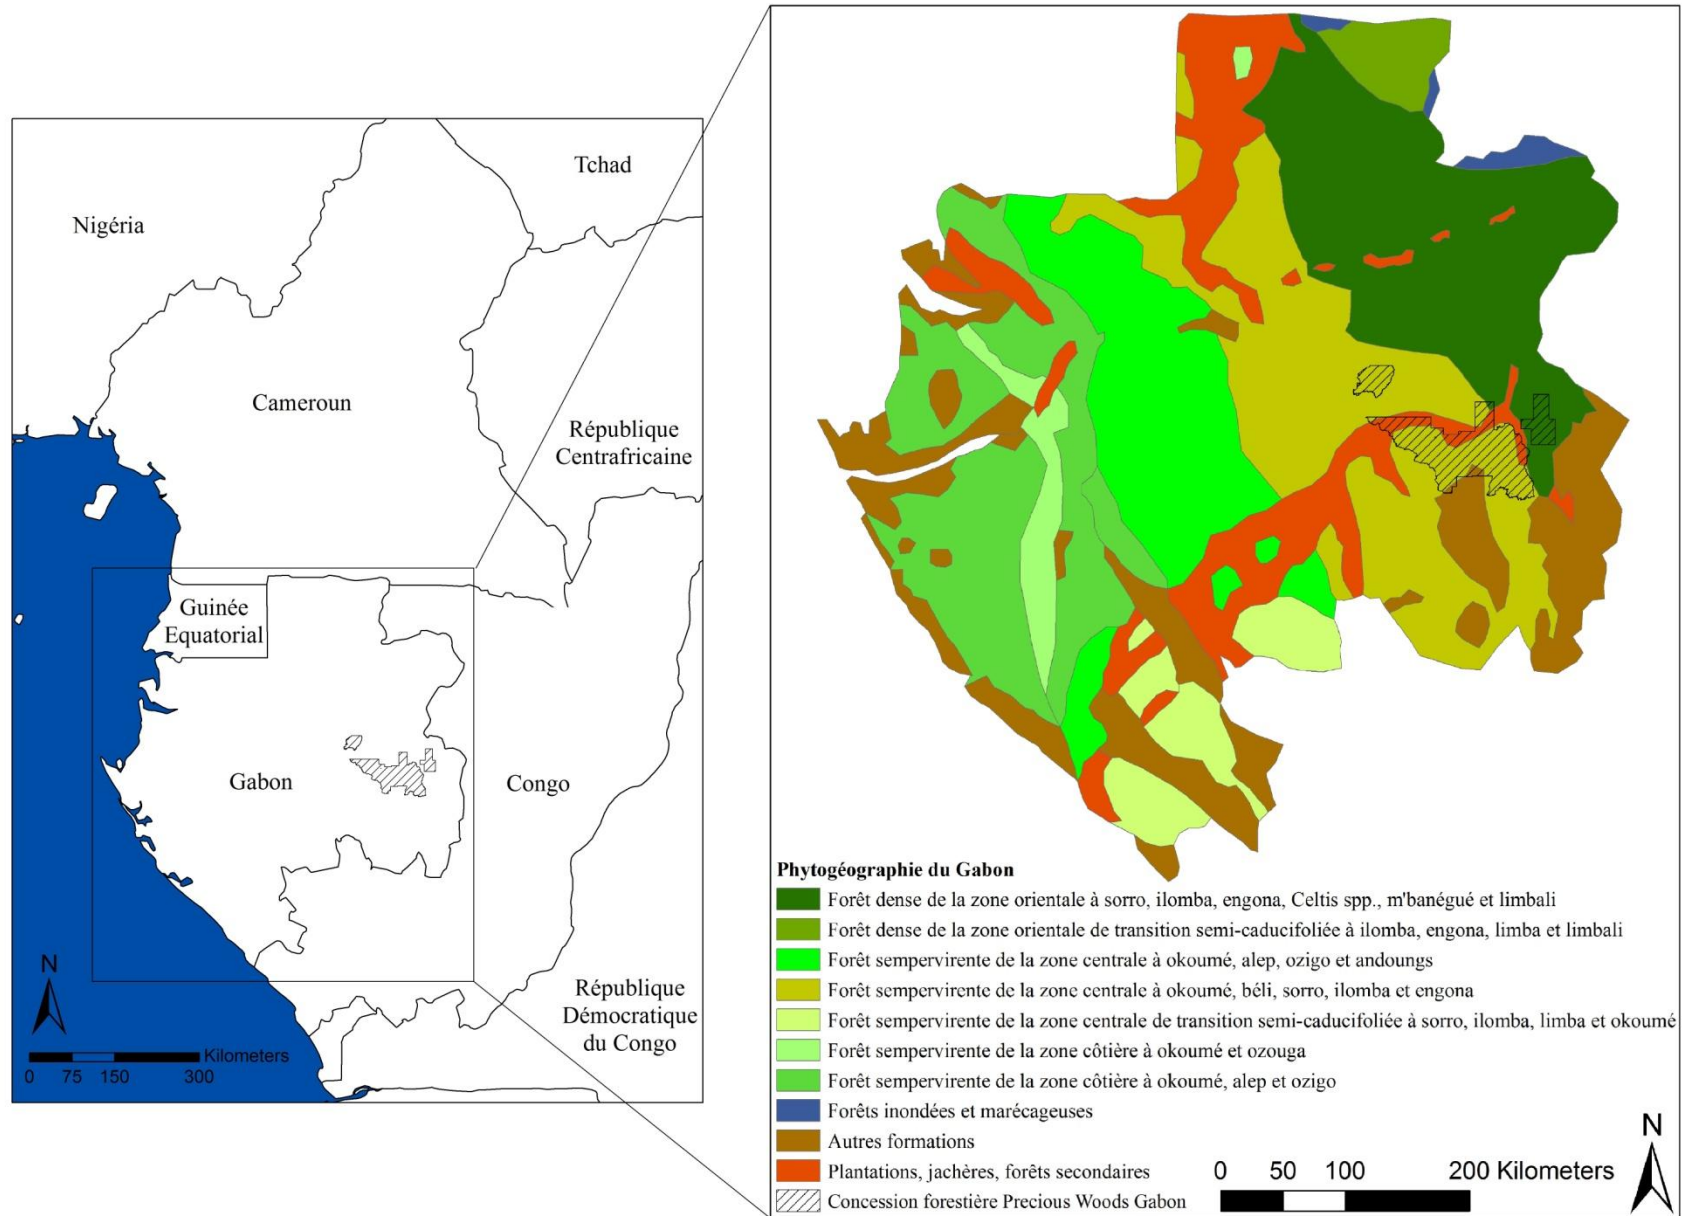 Tchad
Nigéria
Cameroun
République
Centrafricaine
Guinée
Equatorial
Gabon
Congo
République
Démocratique
du Congo
N
Kilometers
0 75 150 300
Phytogéographie du Gabon
Forêt dense de la zone orientale à sorro, ilomba, engona, Celtis spp., m'banégué et limbali
Forêt dense de la zone orientale de transition semi-caducifoliée à ilomba, engona, limba et limbali
Forêt sempervirente de la zone centrale à okoumé, alep, ozigo et andoungs
Forêt sempervirente de la zone centrale à okoumé, béli, sorro, ilomba et engona
Forêt sempervirente de la zone centrale de transition semi-caducifoliée à sorro, ilomba, limba et okoumé
Forêt sempervirente de la zone côtière à okoumé et ozouga
Forêt sempervirente de la zone côtière à okoumé, alep et ozigo
Forêts inondées et marécageuses
Autres formations
Plantations, jachères, forêts secondaires
Concession forestière Precious Woods Gabon
0 50 100 200 Kilometers
N